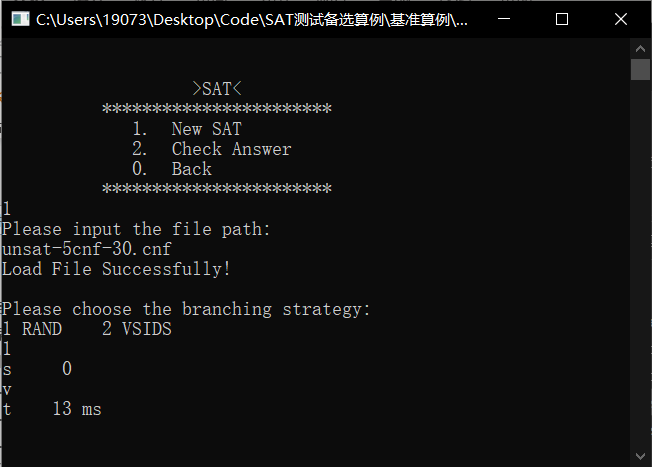 C:\Users\19073\Desktop\Code\SAT测试备选算例\基准算例\...
>SAT<
***********************
1. New SAT
2. Check Answer
0. Back
***********************
1
Please input the file path:
unsat-5cnf-30.cnf
Load File Successfully!
Please choose the branching strategy:
1 RAND 2 VSIDS
1
s 0
v
t 13 ms